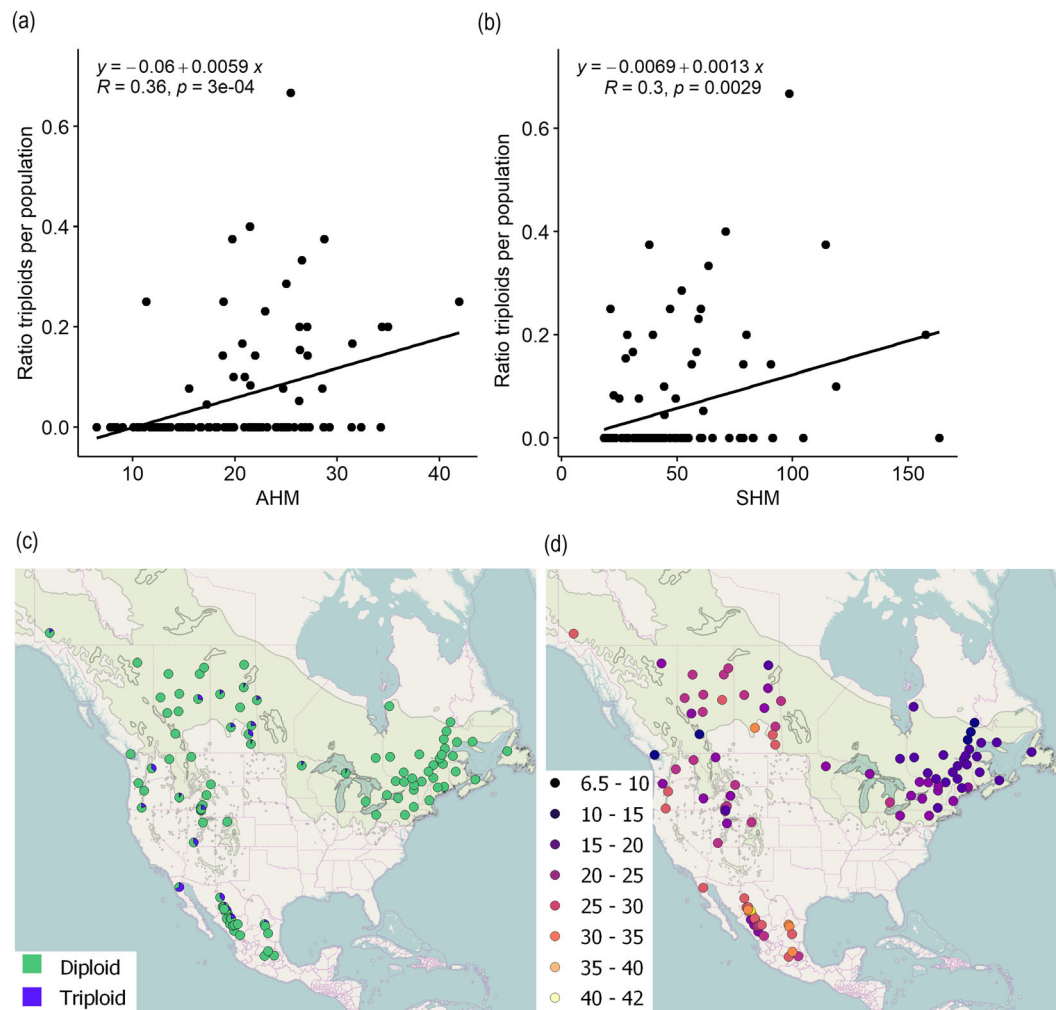 (a)
y = −0.06 + 0.0059 x
R = 0.36, p = 3e-04
Ratio triploids per population
0.6
0.4
0.2
0.0
10 20 30 40
AHM
(b)
y = −0.0069 + 0.0013 x
R = 0.3, p = 0.0029
Ratio triploids per population
0.6
0.4
0.2
0.0
0 50 100 150
SHM
(c)
Diploid
Triploid
(d)
6.5 - 10
10 - 15
15 - 20
20 - 25
25 - 30
30 - 35
35 - 40
40 - 42